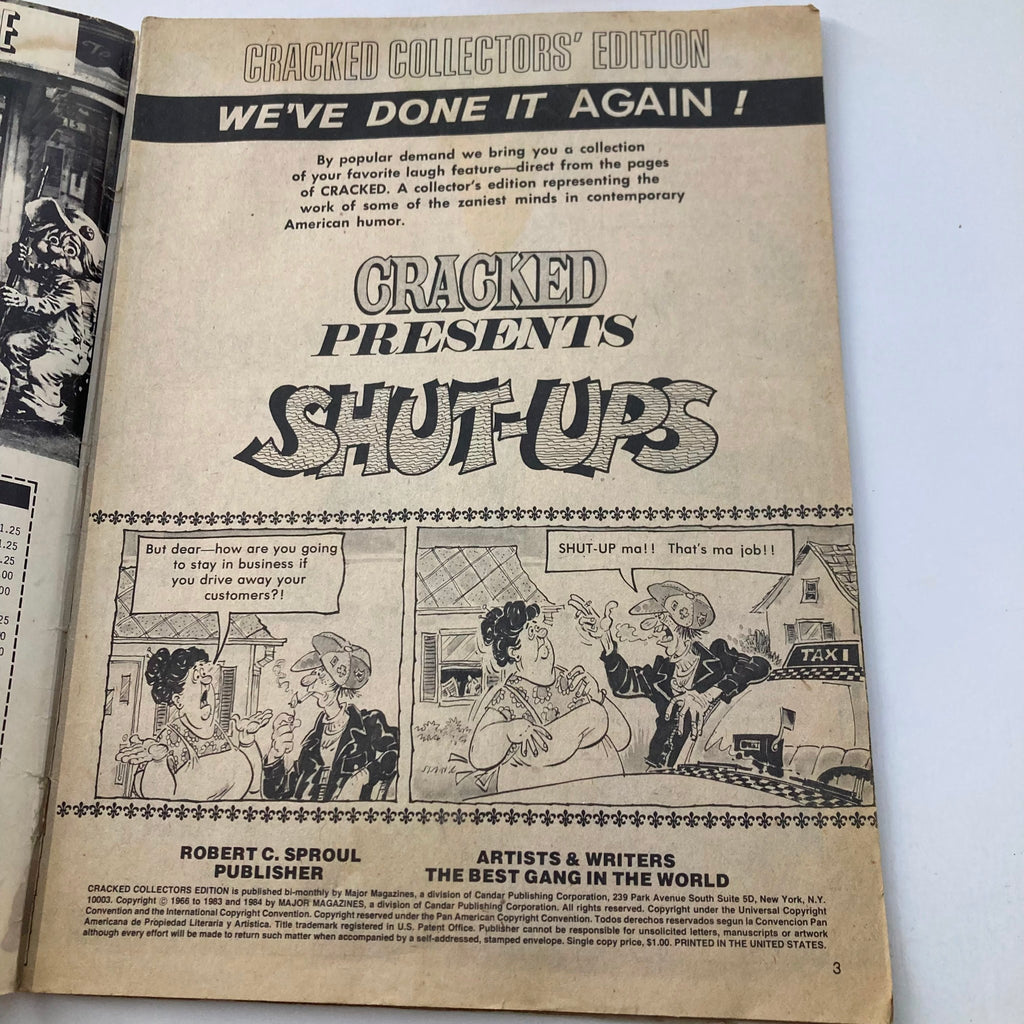 E
CRACKED COLLECTORS' EDITION
WE'VE DONE IT AGAIN !
By popular demand we bring you a collection
of your favorite laugh feature—direct from the pages
of CRACKED. A collector's edition representing the
work of some of the zaniest minds in contemporary
American humor.
CRACKED
PRESENTS
SHUT-UPS
But dear—how are you going
to stay in business if
you drive away your
customers?!
SHUT-UP ma!! That's ma job!!
TAXI
1.25
1.25
.25
.00
00
25
0
0
ROBERT C. SPROUL
PUBLISHER
ARTISTS & WRITERS
THE BEST GANG IN THE WORLD
CRACKED COLLECTORS EDITION is published bi-monthly by Major Magazines, a division of Candar Publishing Corporation, 239 Park Avenue South Suite 5D, New York, N.Y.
10003. Copyright © 1966 to 1983 and 1984 by MAJOR MAGAZINES, a division of Candar Publishing Corporation. All rights reserved. Copyright under the Universal Copyright
Convention and the International Copyright Convention. Copyright reserved under the Pan American Copyright Convention. Todos derechos reservados segun la Convencion Pan
Americana de Propiedad Literaria y Artistica. Title trademark registered in U.S. Patent Office. Publisher cannot be responsible for unsolicited letters, manuscripts or artwork
although every effort will be made to return such matter when accompanied by a self-addressed, stamped envelope. Single copy price, $1.00. PRINTED IN THE UNITED STATES.
3